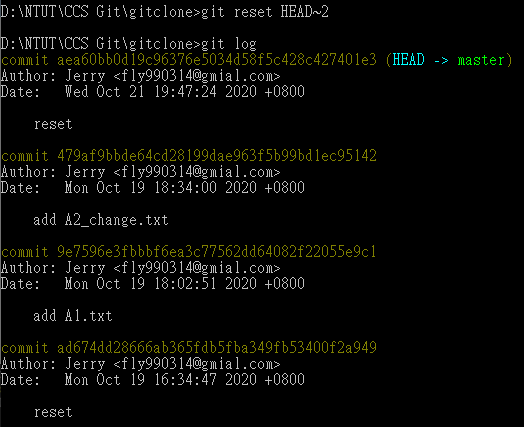 D:\NTUT\CCS Git\gitclone>git reset HEAD~2
D:\NTUT\CCS Git\gitclone>git log
commit aea60bb0d19c96376e5034d58f5c428c427401e3 (HEAD -> master)
Author: Jerry <fly990314@gmial.com>
Date:   Wed Oct 21 19:47:24 2020 +0800
reset
commit 479af9bbde64cd28199dae963f5b99bd1ec95142
Author: Jerry <fly990314@gmial.com>
Date:   Mon Oct 19 18:34:00 2020 +0800
add A2_change.txt
commit 9e7596e3fbbbf6ea3c77562dd64082f22055e9c1
Author: Jerry <fly990314@gmial.com>
Date:   Mon Oct 19 18:02:51 2020 +0800
add A1.txt
commit ad674dd28666ab365fdb5fba349fb53400f2a949
Author: Jerry <fly990314@gmial.com>
Date:   Mon Oct 19 16:34:47 2020 +0800
reset